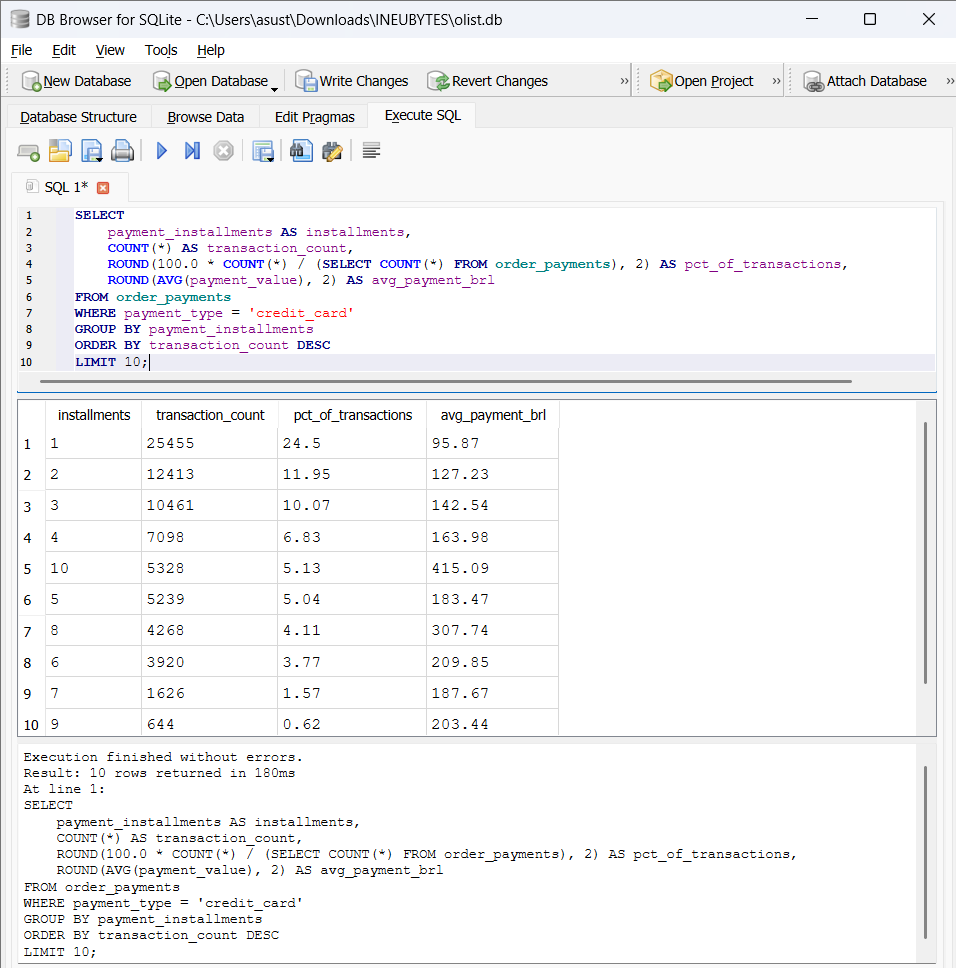 DB Browser for SQLite - C:\Users\asust\Downloads\INEUBYTES\olist.db
File Edit View Tools Help
New Database Open Database Write Changes Revert Changes » Open Project » Attach Database »
Database Structure Browse Data Edit Pragmas Execute SQL
SQL 1*
1 SELECT
2 payment_installments AS installments,
3 COUNT(*) AS transaction_count,
4 ROUND(100.0 * COUNT(*) / (SELECT COUNT(*) FROM order_payments), 2) AS pct_of_transactions,
5 ROUND(AVG(payment_value), 2) AS avg_payment_brl
6 FROM order_payments
7 WHERE payment_type = 'credit_card'
8 GROUP BY payment_installments
9 ORDER BY transaction_count DESC
10 LIMIT 10;
installments transaction_count pct_of_transactions avg_payment_brl
1 1 25455 24.5 95.87
2 2 12413 11.95 127.23
3 3 10461 10.07 142.54
4 4 7098 6.83 163.98
5 10 5328 5.13 415.09
6 5 5239 5.04 183.47
7 8 4268 4.11 307.74
8 6 3920 3.77 209.85
9 7 1626 1.57 187.67
10 9 644 0.62 203.44
Execution finished without errors.
Result: 10 rows returned in 180ms
At line 1:
SELECT
payment_installments AS installments,
COUNT(*) AS transaction_count,
ROUND(100.0 * COUNT(*) / (SELECT COUNT(*) FROM order_payments), 2) AS pct_of_transactions,
ROUND(AVG(payment_value), 2) AS avg_payment_brl
FROM order_payments
WHERE payment_type = 'credit_card'
GROUP BY payment_installments
ORDER BY transaction_count DESC
LIMIT 10;